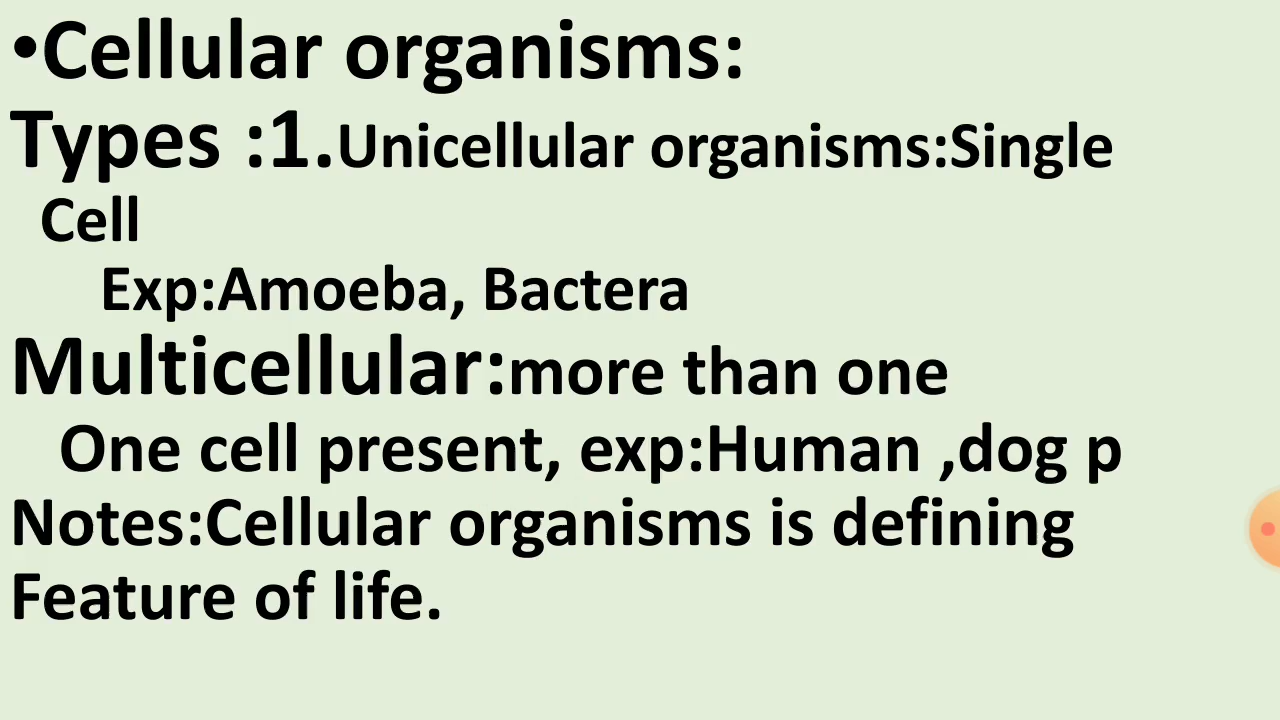 •Cellular organisms:
Types :1.Unicellular organisms:Single
Cell
Exp:Amoeba, Bactera
Multicellular:more than one
One cell present, exp:Human ,dog p
Notes:Cellular organisms is defining
Feature of life.